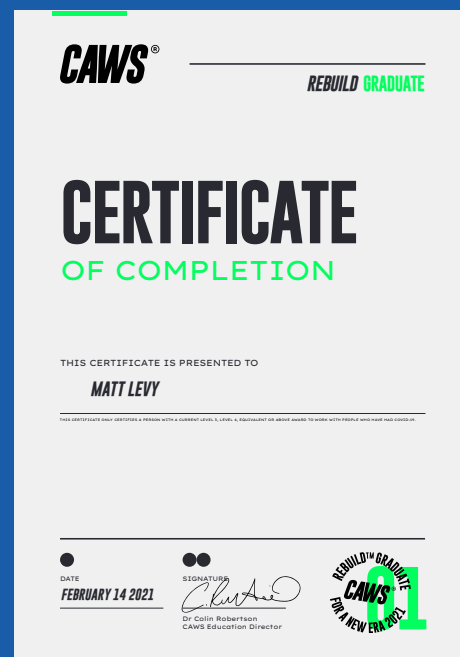 CAWS®
REBUILD GRADUATE
CERTIFICATE
OF COMPLETION
THIS CERTIFICATE IS PRESENTED TO
MATT LEVY
THIS CERTIFICATE ONLY CERTIFIES A PERSON WITH A CURRENT LEVEL 3, LEVEL 4, EQUIVALENT OR ABOVE AWARD TO WORK WITH PEOPLE WHO HAVE HAD COVID-19.
DATE
FEBRUARY 14 2021
SIGNATURE
Dr Colin Robertson
CAWS Education Director
REBUILD™ GRADUATE
CAWS®
01
FOR A NEW ERA 2021